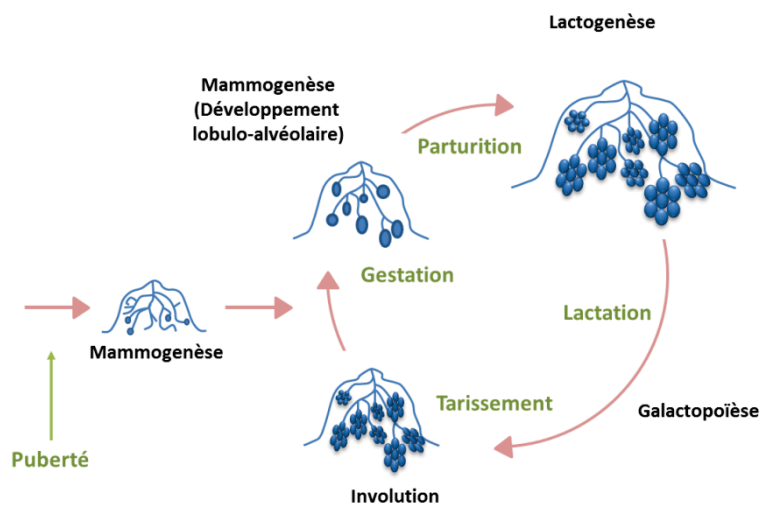 Lactogenèse
Mammogenèse
(Développement
lobulo-alvéolaire)
Parturition
Gestation
Lactation
Mammogenèse
Tarissement
Galactopoïèse
Puberté
Involution